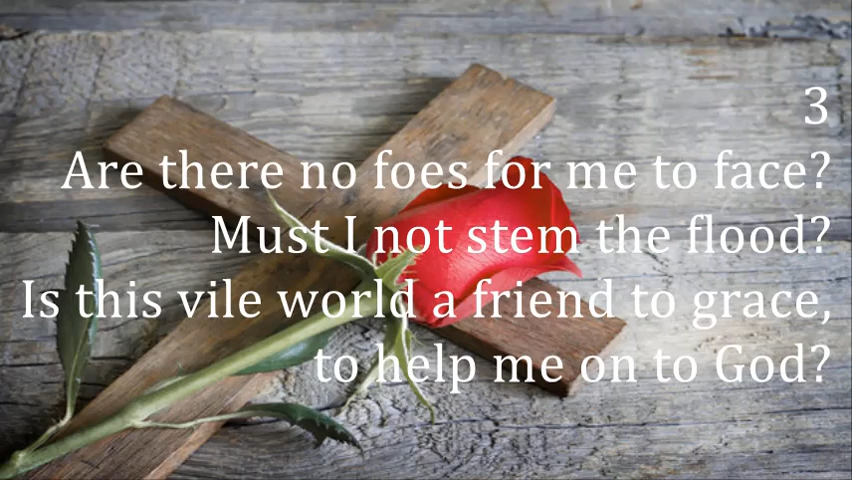 3
Are there no foes for me to face?
Must I not stem the flood?
Is this vile world a friend to grace,
to help me on to God?